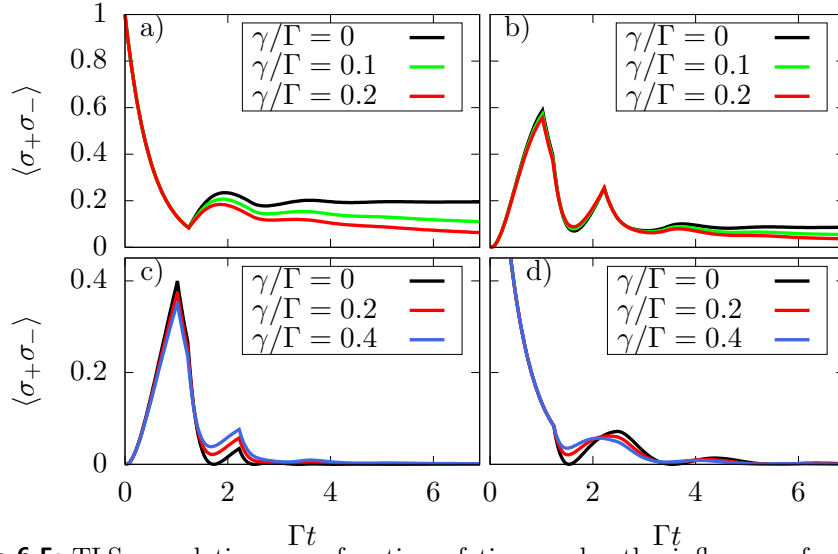 a)
γ/Γ = 0
γ/Γ = 0.1
γ/Γ = 0.2
b)
γ/Γ = 0
γ/Γ = 0.1
γ/Γ = 0.2
1
0.8
0.6
0.4
0.2
0
⟨σ+σ−⟩
c)
γ/Γ = 0
γ/Γ = 0.2
γ/Γ = 0.4
d)
γ/Γ = 0
γ/Γ = 0.2
γ/Γ = 0.4
0.4
0.2
0
⟨σ+σ−⟩
0 2 4 6
0 2 4 6
Γt
Γt